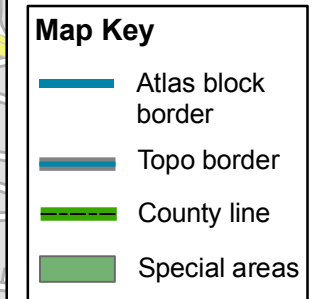 Map Key
Atlas block
border
Topo border
County line
Special areas